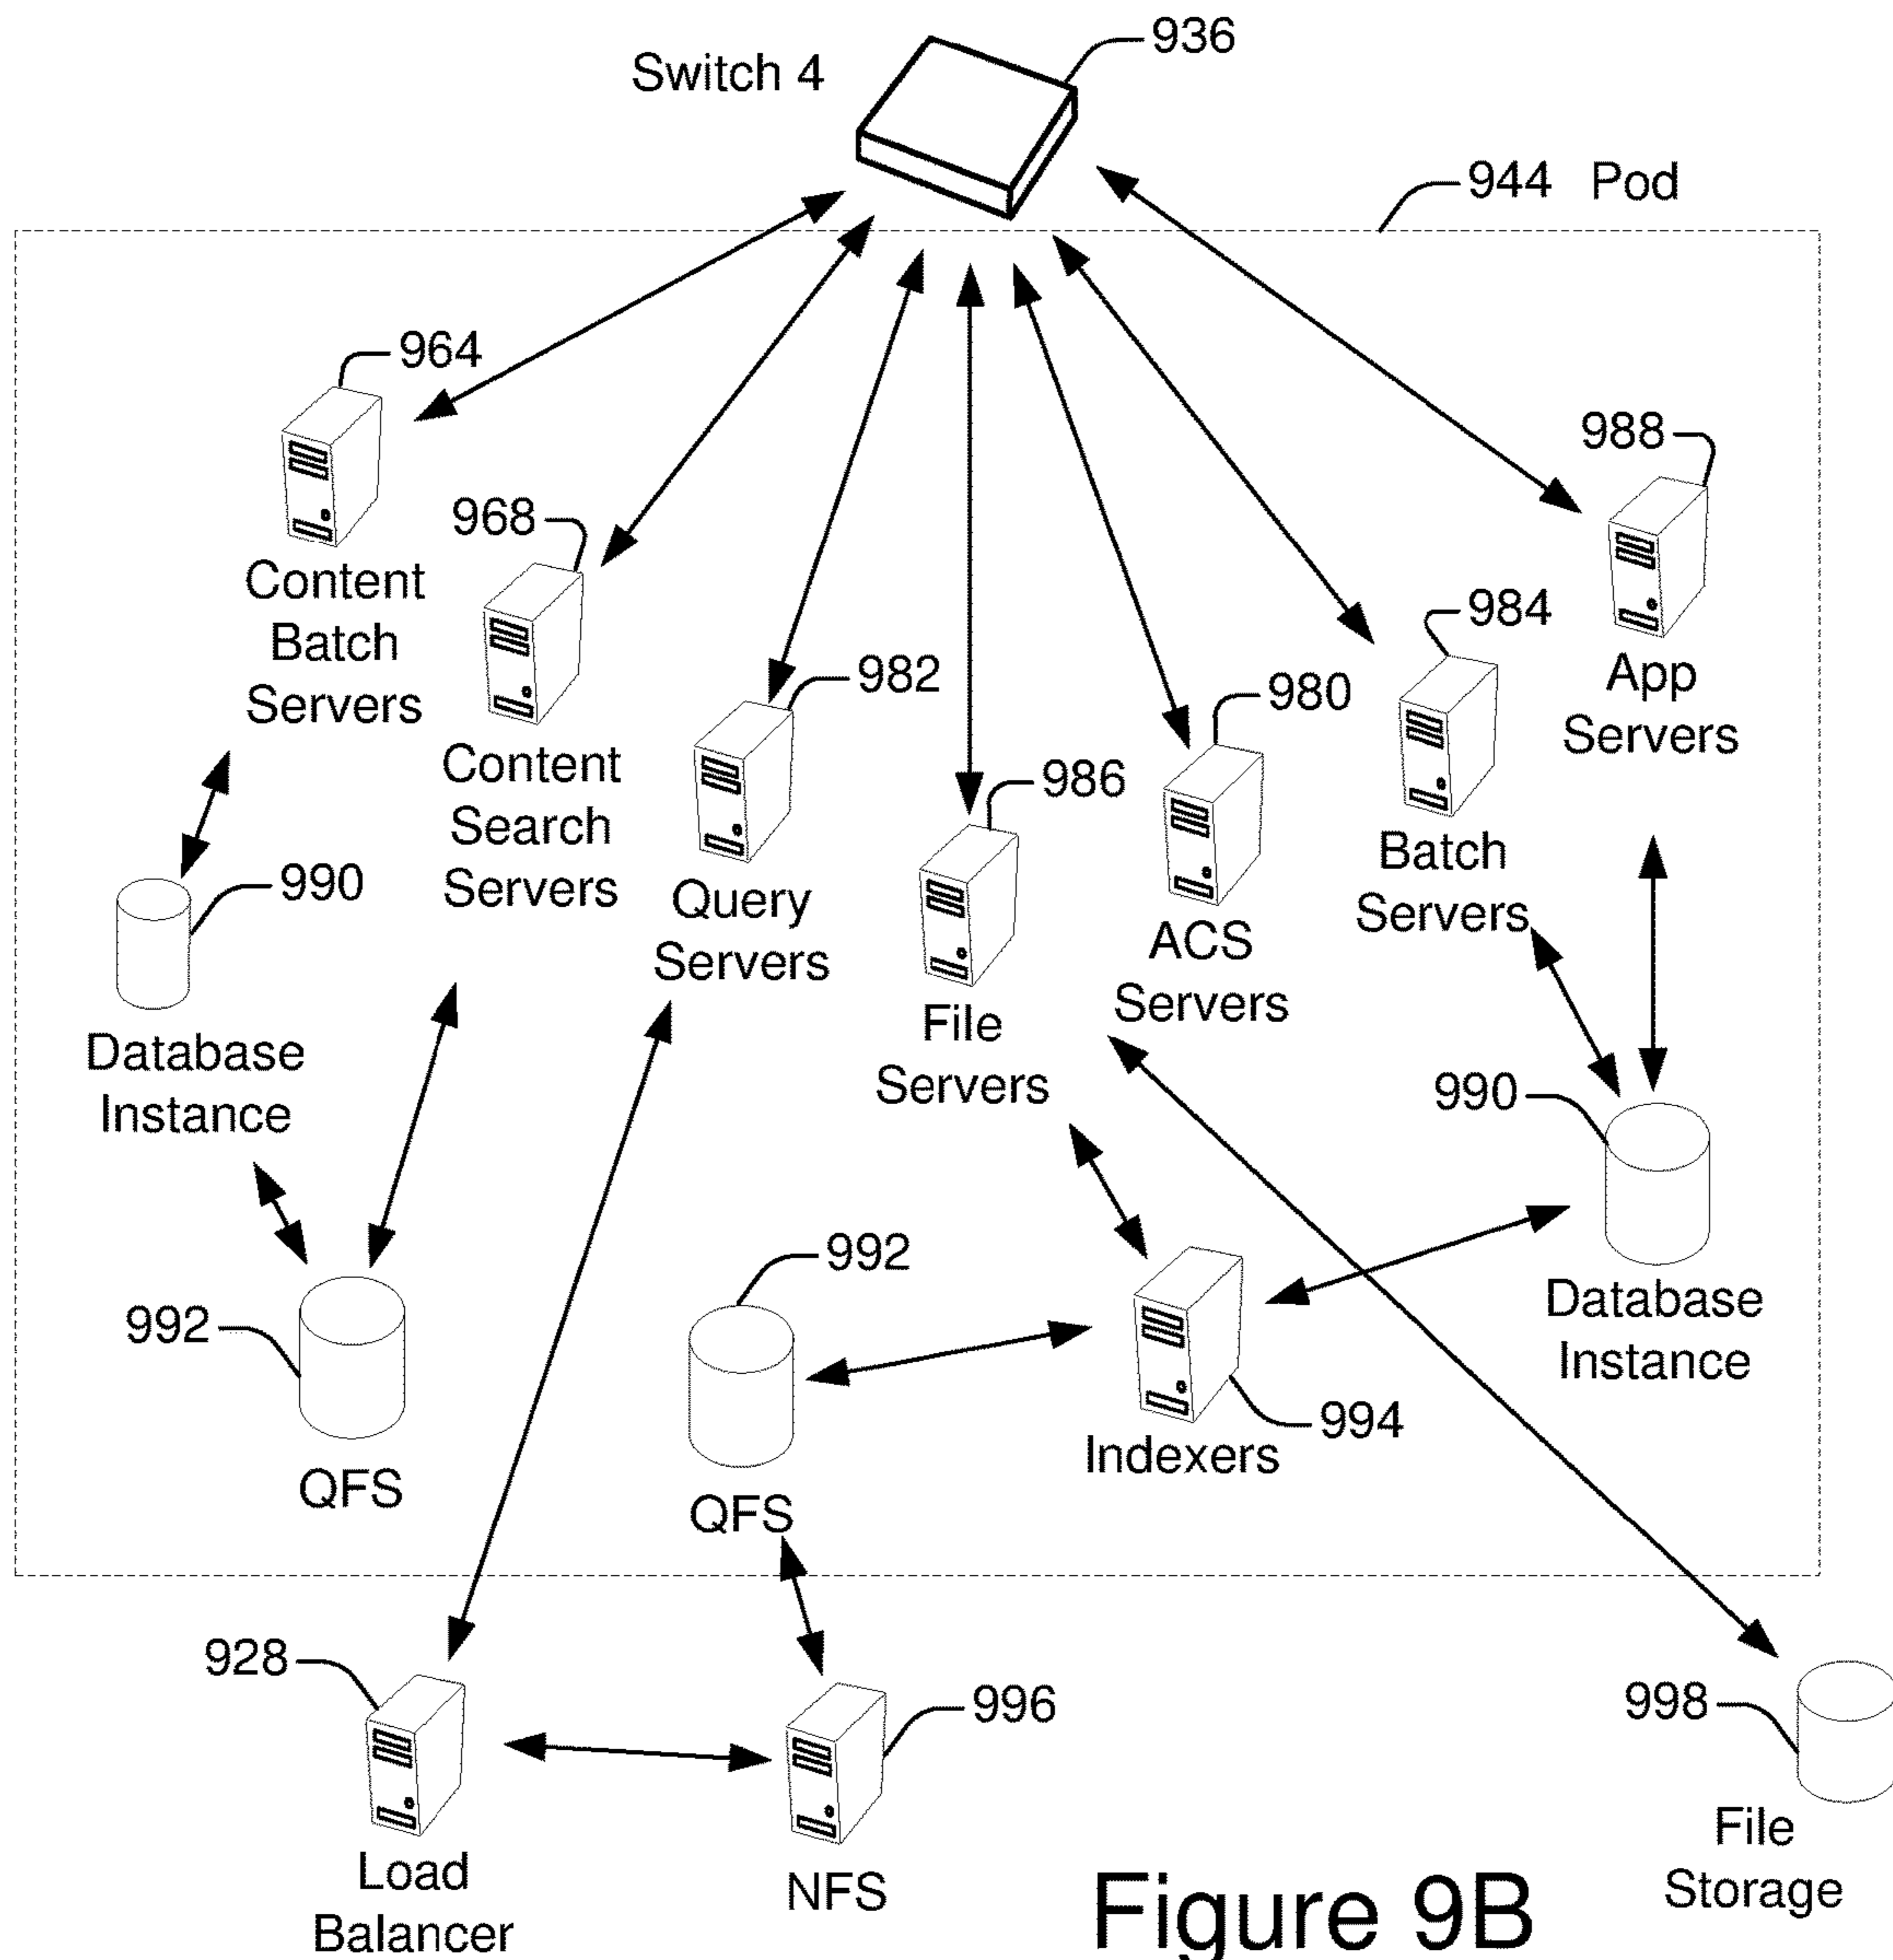 936
Switch 4
944 Pod
964
988
Content
Batch
Servers
968
984
App
Servers
982
980
Content
Search
Servers
986
Batch
Servers
990
Query
Servers
ACS
Servers
File
Servers
Database
Instance
990
992
992
Database
Instance
994
Indexers
QFS
QFS
928
996
998
File
Storage
Load
Balancer
NFS
Figure 9B